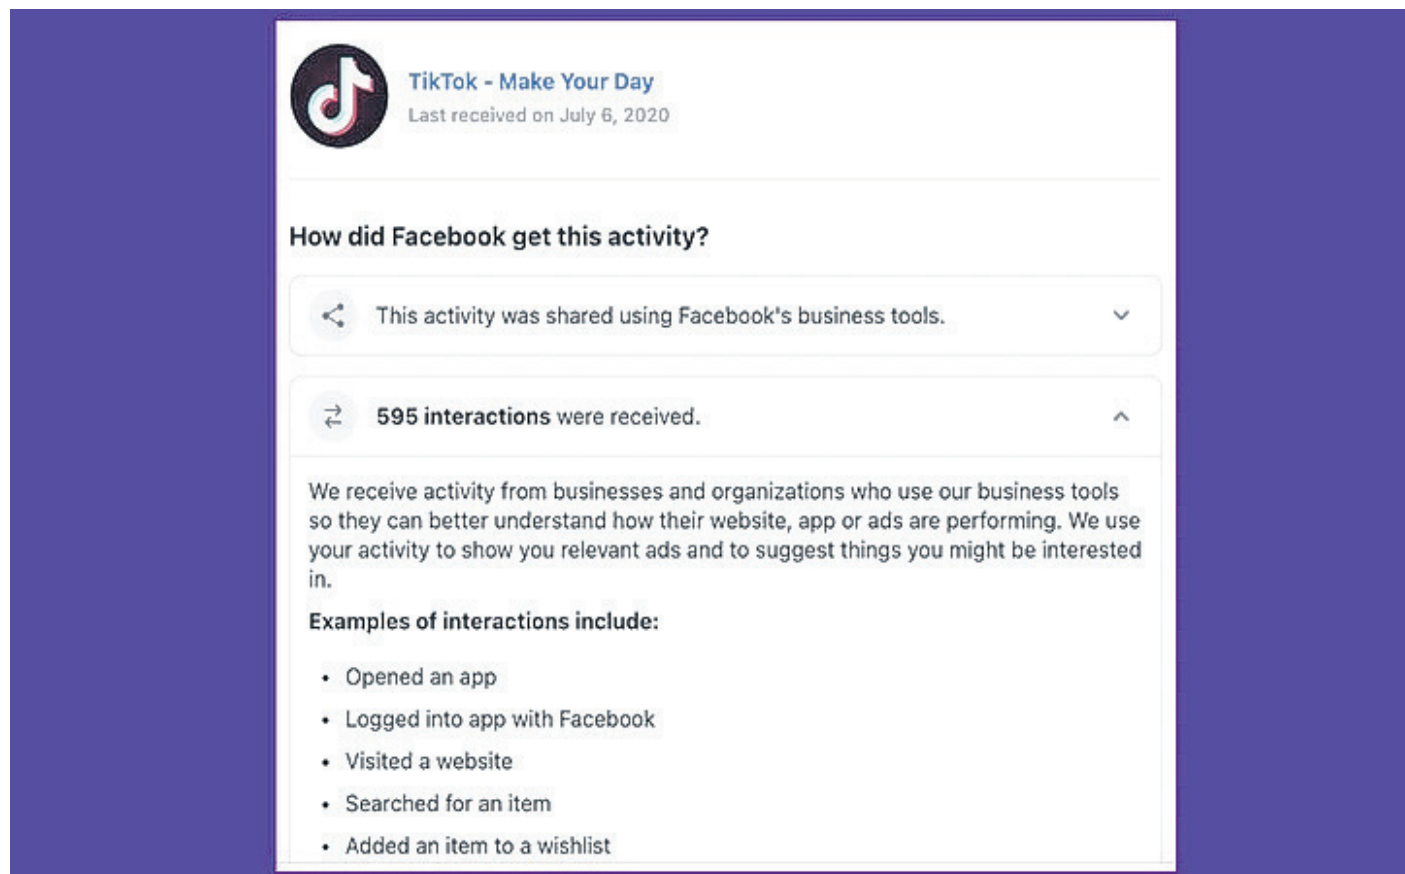 TikTok - Make Your Day
Last received on July 6, 2020
How did Facebook get this activity?
This activity was shared using Facebook's business tools.
595 interactions were received.
We receive activity from businesses and organizations who use our business tools
so they can better understand how their website, app or ads are performing. We use
your activity to show you relevant ads and to suggest things you might be interested
in.
Examples of interactions include:
• Opened an app
• Logged into app with Facebook
• Visited a website
• Searched for an item
• Added an item to a wishlist